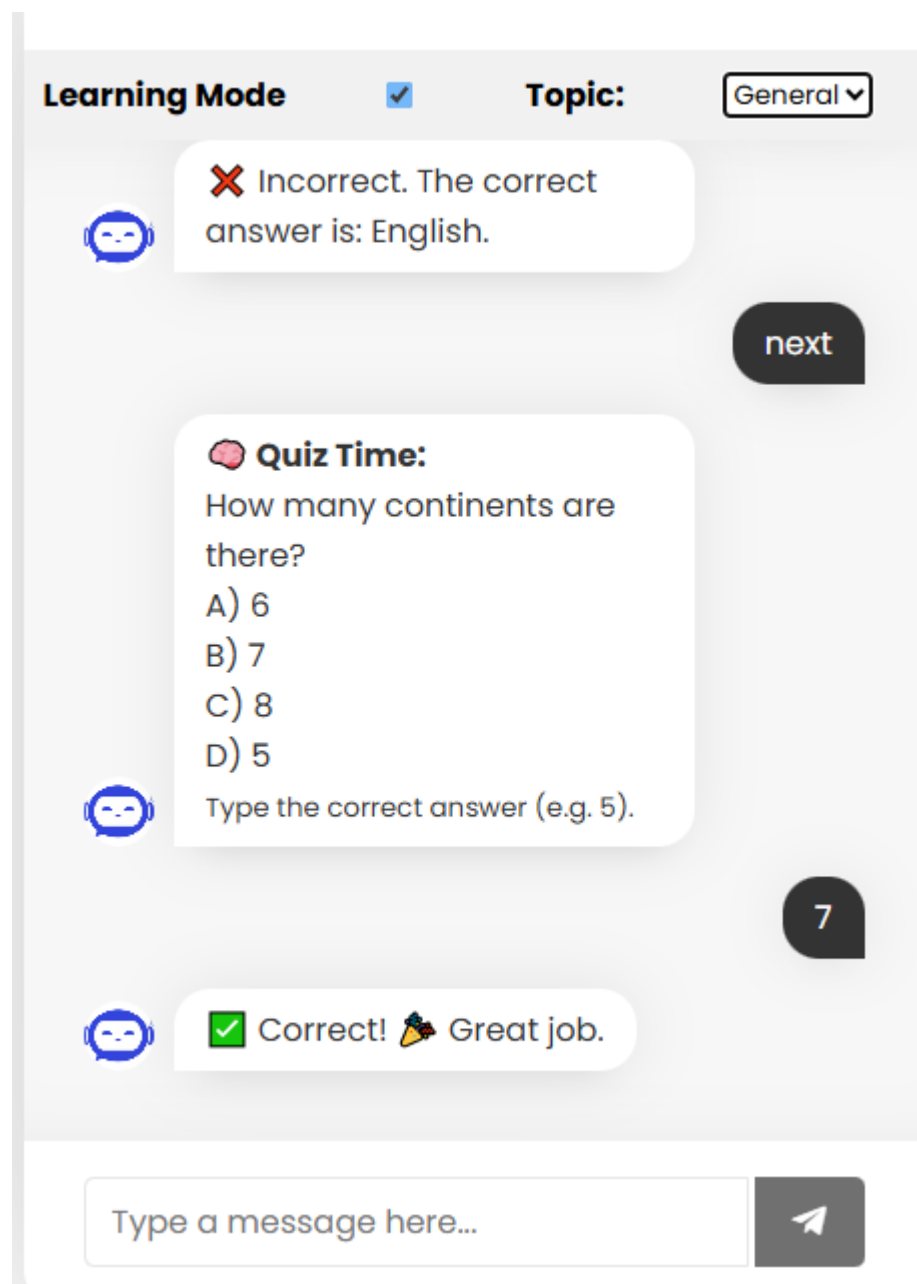 Learning Mode Topic: General
❌ Incorrect. The correct
answer is: English.
next
🧠 Quiz Time:
How many continents are
there?
A) 6
B) 7
C) 8
D) 5
Type the correct answer (e.g. 5).
7
✅ Correct! 🎉 Great job.
Type a message here...